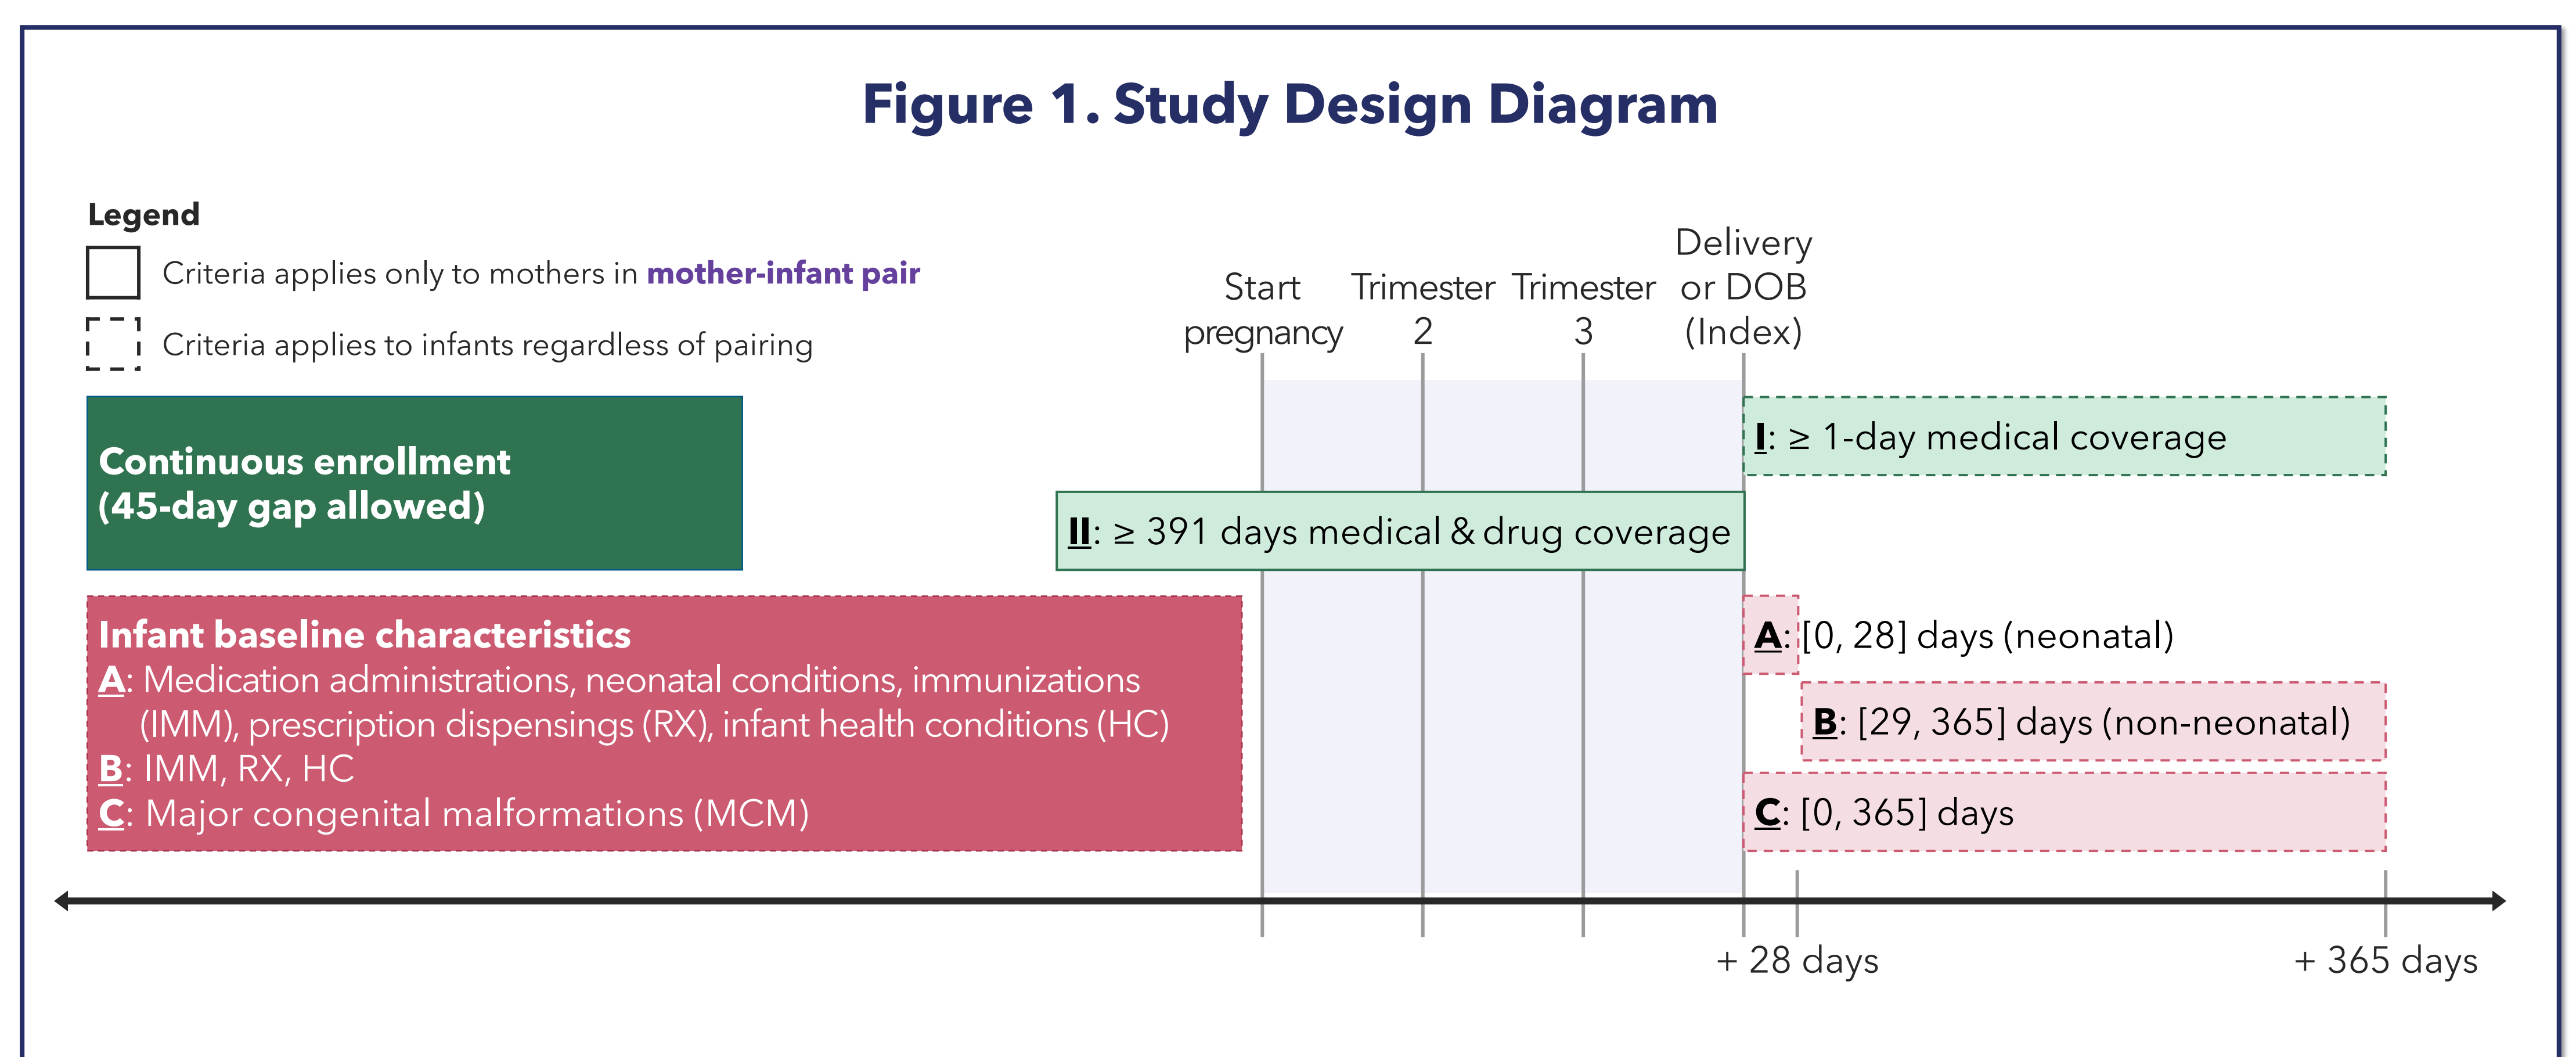 Figure 1. Study Design Diagram
Legend
Criteria applies only to mothers in mother-infant pair
Criteria applies to infants regardless of pairing
Start
pregnancy
Trimester
2
Trimester
3
Delivery
or DOB
(Index)
Continuous enrollment
(45-day gap allowed)
I: ≥ 1-day medical coverage
II: ≥ 391 days medical & drug coverage
Infant baseline characteristics
A: Medication administrations, neonatal conditions, immunizations
(IMM), prescription dispensings (RX), infant health conditions (HC)
B: IMM, RX, HC
C: Major congenital malformations (MCM)
A: [0, 28] days (neonatal)
B: [29, 365] days (non-neonatal)
C: [0, 365] days
+ 28 days
+ 365 days